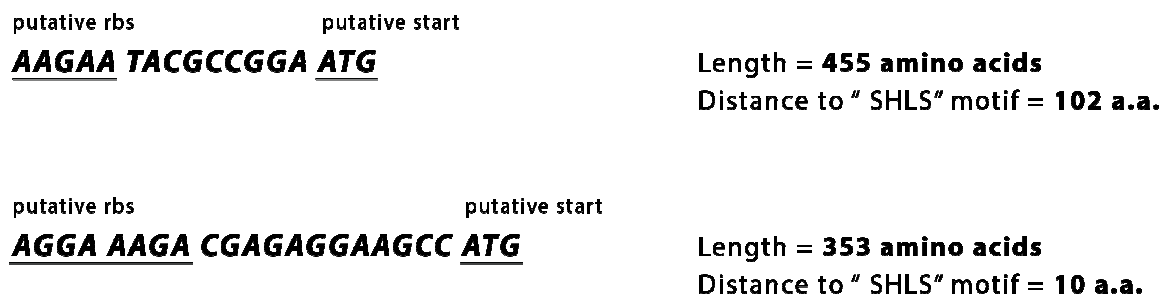 putative rbs putative start
AAGAA TACGCCGGA ATG
Length = 455 amino acids
Distance to " SHLS" motif = 102 a.a.
putative rbs putative start
AGGA AAGA CGAGAGGAAGCC ATG
Length = 353 amino acids
Distance to " SHLS" motif = 10 a.a.